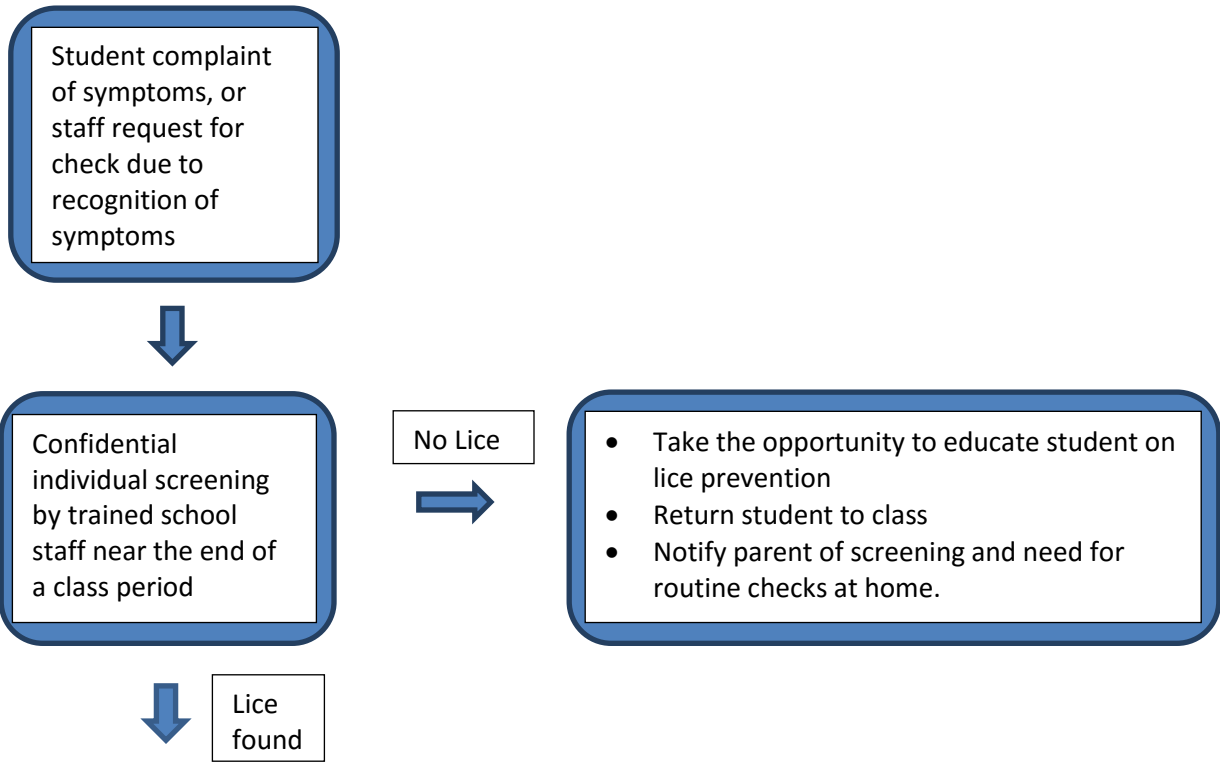 Student complaint
of symptoms, or
staff request for
check due to
recognition of
symptoms
Confidential
individual screening
by trained school
staff near the end of
a class period
No Lice
• Take the opportunity to educate student on
lice prevention
• Return student to class
• Notify parent of screening and need for
routine checks at home.
Lice
found